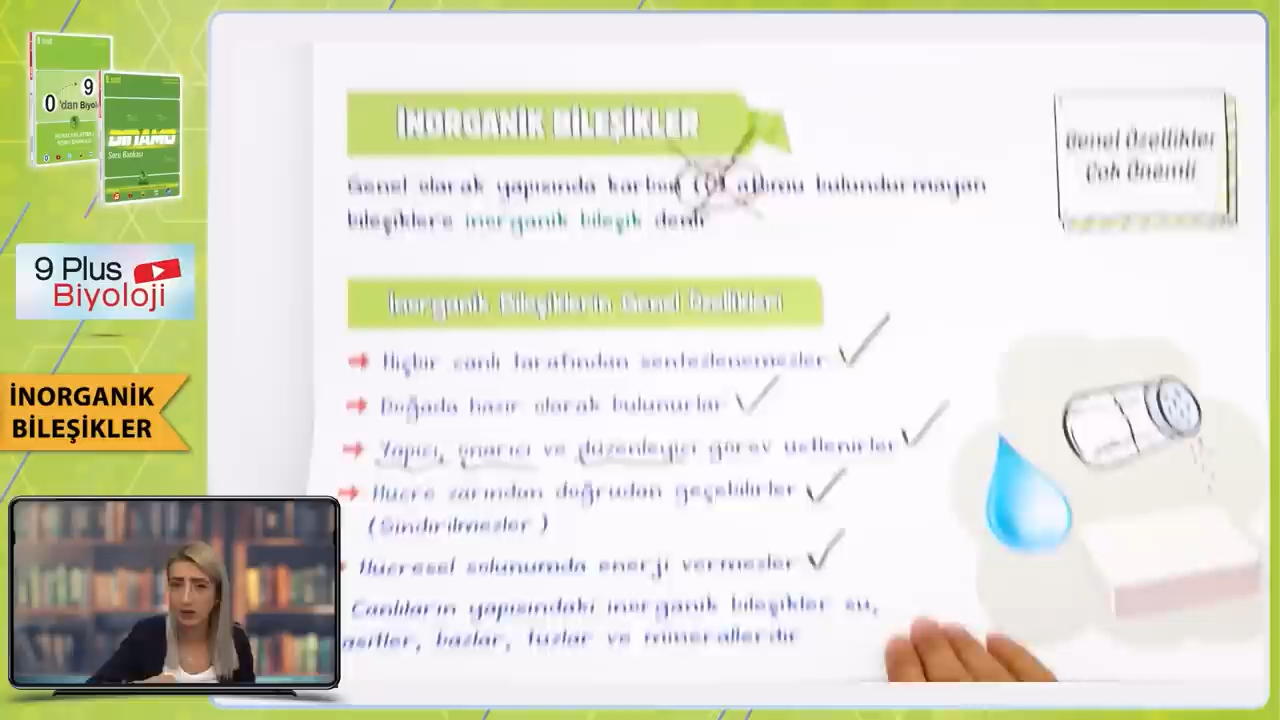 9. Sınıf
0'dan 9 Biyoloji
DİNAMO
Soru Bankası
9 Plus
Biyoloji
İNORGANİK
BİLEŞİKLER
İNORGANİK BİLEŞİKLER
Genel olarak yapısında karbon (C) atomu bulundurmayan
bileşiklere inorganik bileşik denir
Genel Özellikler
Çok Önemli
İnorganik Bileşiklerin Genel Özellikleri
➔ Hiçbir canlı tarafından sentezlenemezler
➔ Doğada hazır olarak bulunurlar
➔ Yapıcı, onarıcı ve düzenleyici görev üstlenirler
➔ Hücre zarından doğrudan geçebilirler
(Sindirilmezler)
Hücresel solunumda enerji vermezler
Canlıların yapısındaki inorganik bileşikler su,
asitler, bazlar, tuzlar ve minerallerdir